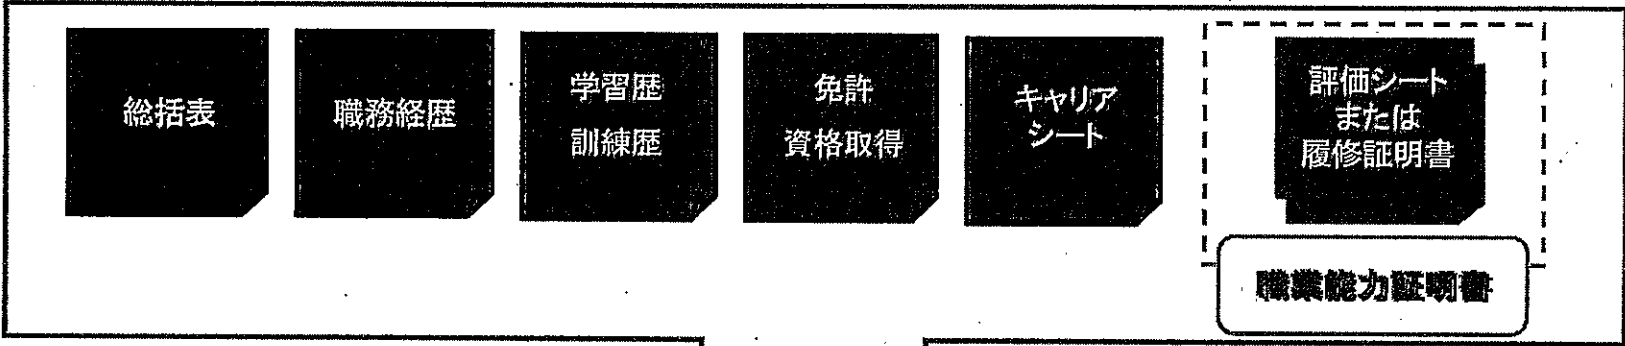 総括表
職務経歴
学習歴
訓練歴
免許
資格取得
キャリア
シート
評価シート
または
履修証明書
職業能力証明書